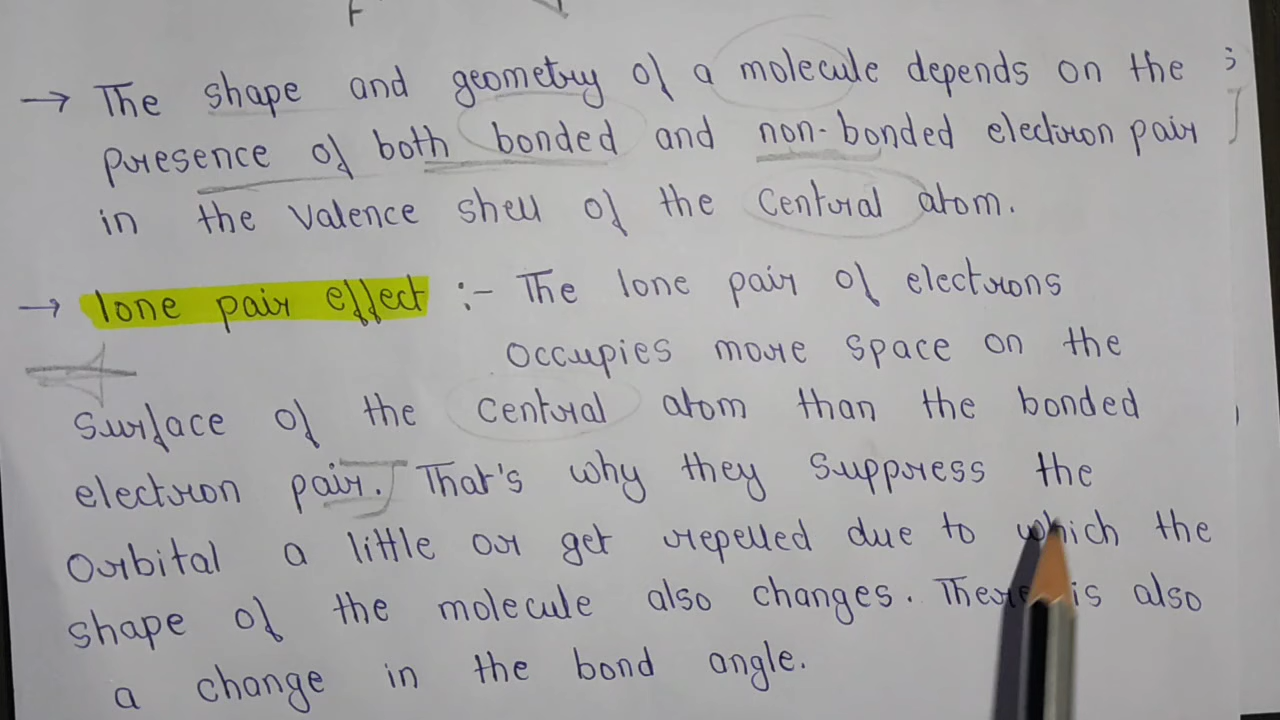 F
→ The shape and geometry of a molecule depends on the
presence of both bonded and non-bonded electron pair
in the valence shell of the central atom.
→ lone pair effect :- The lone pair of electrons
occupies more space on the
surface of the central atom than the bonded
electron pair. That's why they suppress the
orbital a little or get repelled due to which the
shape of the molecule also changes. There is also
a change in the bond angle.